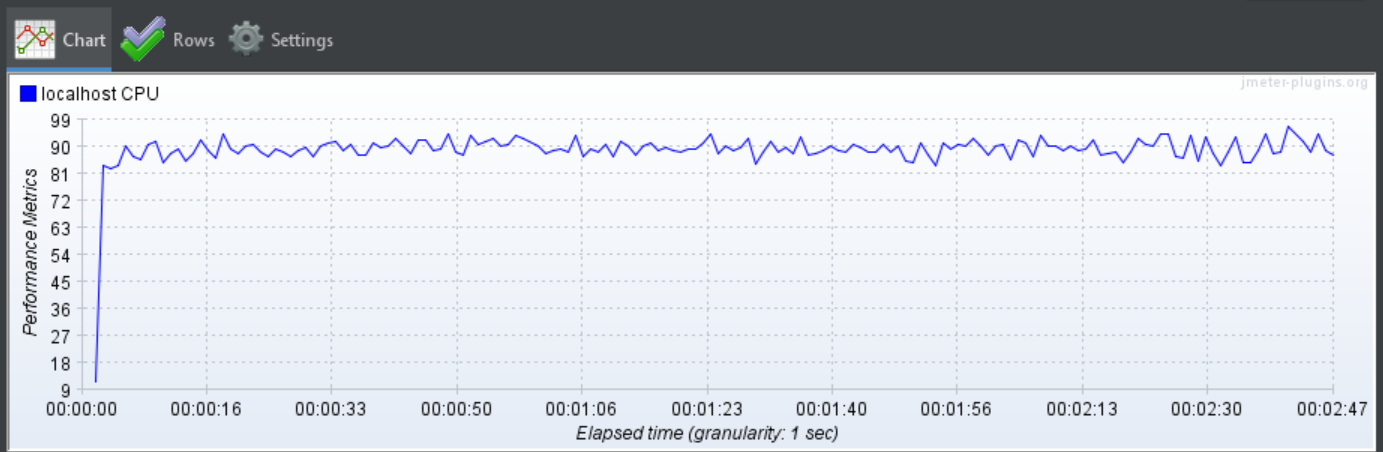 Chart Rows Settings
jmeter-plugins.org
localhost CPU
99
90
81
72
63
54
45
36
27
18
9
Performance Metrics
00:00:00 00:00:16 00:00:33 00:00:50 00:01:06 00:01:23 00:01:40 00:01:56 00:02:13 00:02:30 00:02:47
Elapsed time (granularity: 1 sec)